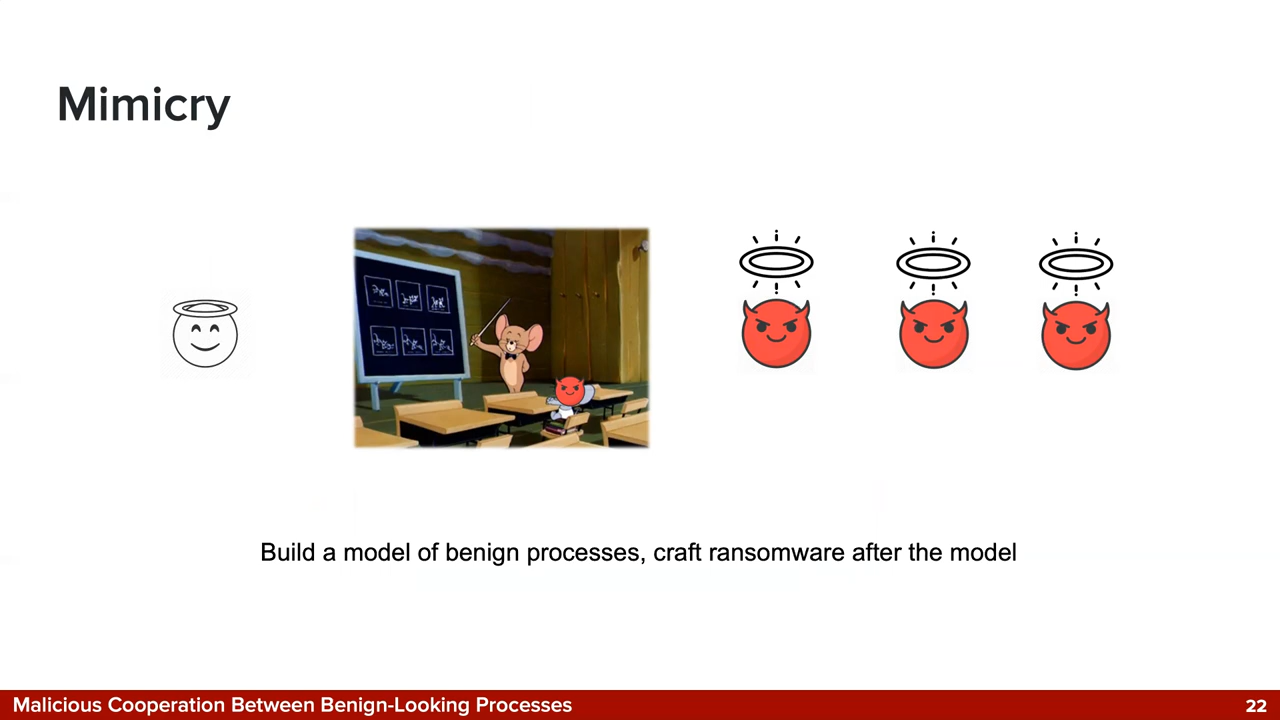 Mimicry
Build a model of benign processes, craft ransomware after the model
Malicious Cooperation Between Benign-Looking Processes
22